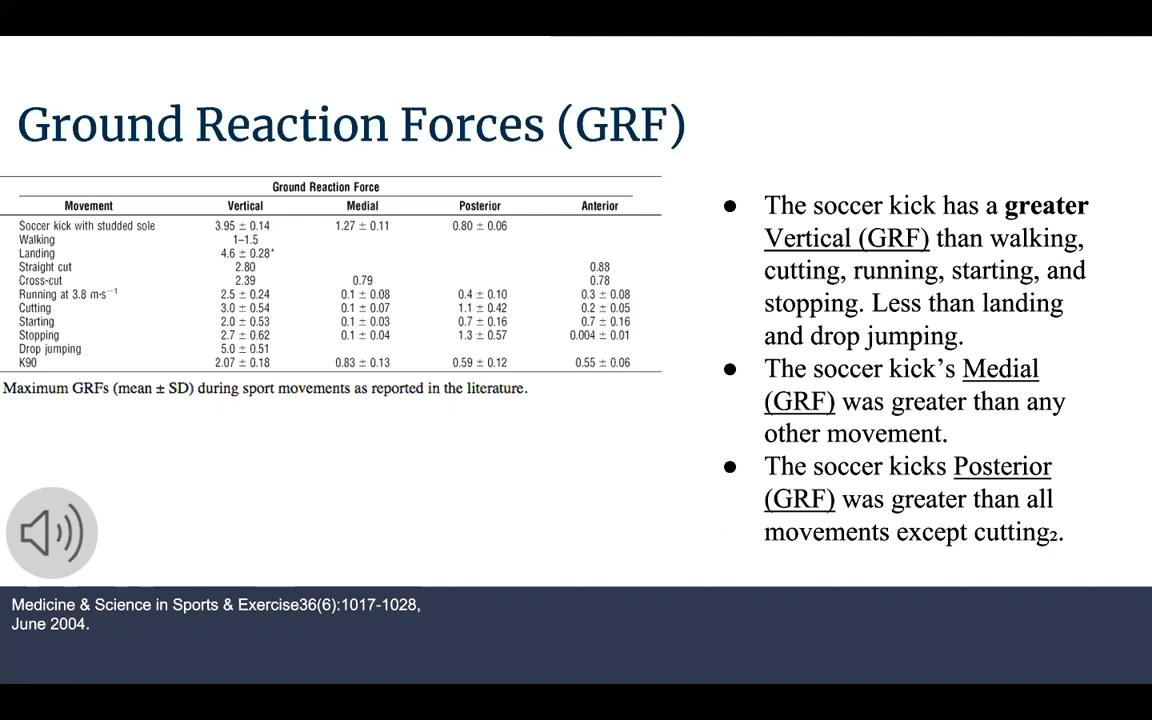 Ground Reaction Forces (GRF)
Ground Reaction Force
Movement Vertical Medial Posterior Anterior
Soccer kick with studded sole 3.95 ± 0.14 1.27 ± 0.11 0.80 ± 0.06
Walking 1–1.5
Landing 4.6 ± 0.28*
Straight cut 2.80 0.88
Cross-cut 2.39 0.79 0.78
Running at 3.8 m·s⁻¹ 2.5 ± 0.24 0.1 ± 0.08 0.4 ± 0.10 0.3 ± 0.08
Cutting 3.0 ± 0.54 0.1 ± 0.07 1.1 ± 0.42 0.2 ± 0.05
Starting 2.0 ± 0.53 0.1 ± 0.03 0.7 ± 0.16 0.7 ± 0.16
Stopping 2.7 ± 0.62 0.1 ± 0.04 1.3 ± 0.57 0.004 ± 0.01
Drop jumping 5.0 ± 0.51
K90 2.07 ± 0.18 0.83 ± 0.13 0.59 ± 0.12 0.55 ± 0.06
Maximum GRFs (mean ± SD) during sport movements as reported in the literature.
● The soccer kick has a greater
Vertical (GRF) than walking,
cutting, running, starting, and
stopping. Less than landing
and drop jumping.
● The soccer kick’s Medial
(GRF) was greater than any
other movement.
● The soccer kicks Posterior
(GRF) was greater than all
movements except cutting₂.
Medicine & Science in Sports & Exercise36(6):1017-1028,
June 2004.